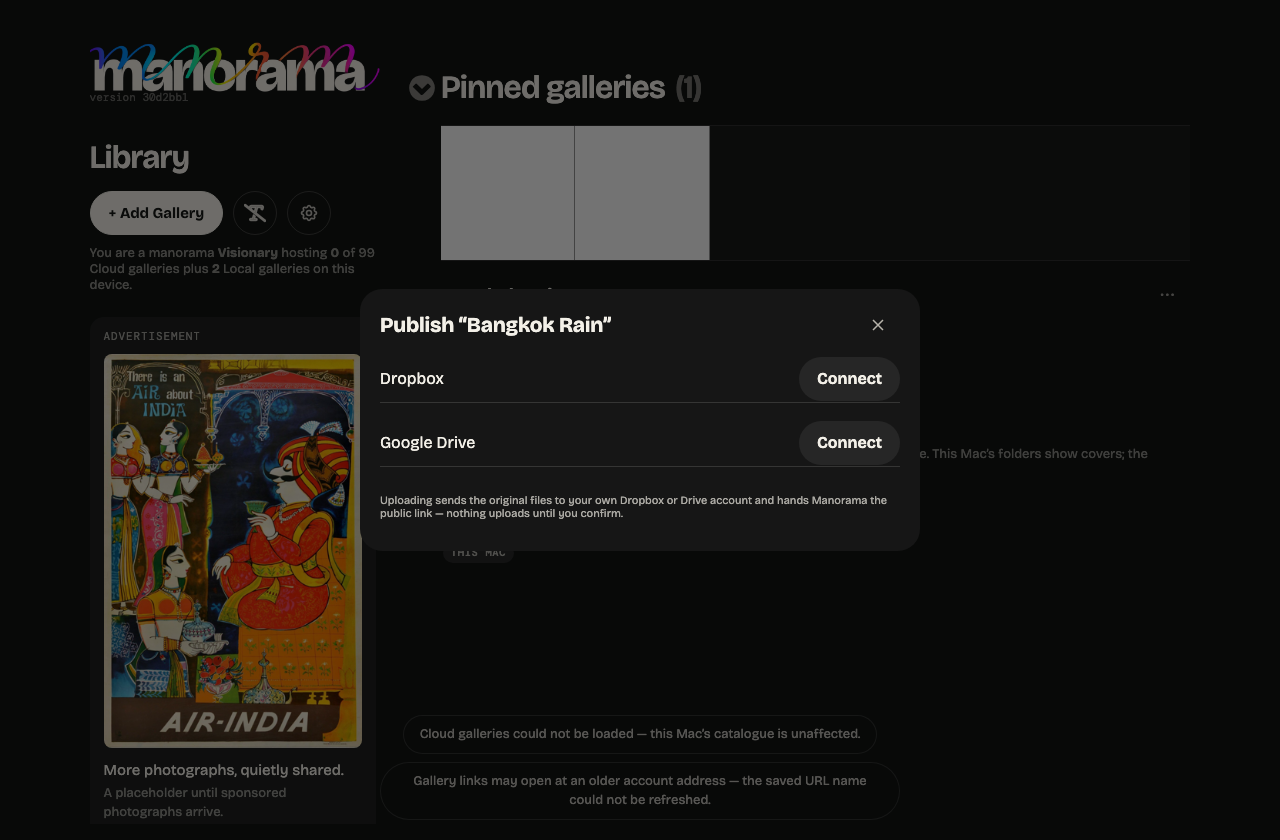 manorama
version 30d2bb1
Library
+ Add Gallery
You are a manorama Visionary hosting 0 of 99
Cloud galleries plus 2 Local galleries on this
device.
ADVERTISEMENT
There is an
AIR about
INDIA
AIR-INDIA
More photographs, quietly shared.
A placeholder until sponsored
photographs arrive.
Pinned galleries (1)
Publish “Bangkok Rain”
Dropbox
Connect
Google Drive
Connect
Uploading sends the original files to your own Dropbox or Drive account and hands Manorama the
public link — nothing uploads until you confirm.
e. This Mac's folders show covers; the
THIS MAC
Cloud galleries could not be loaded — this Mac's catalogue is unaffected.
Gallery links may open at an older account address — the saved URL name
could not be refreshed.